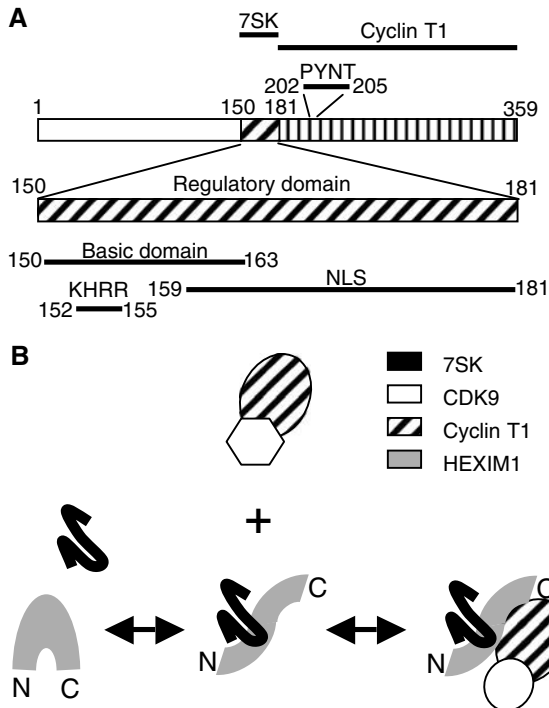 A
7SK
Cyclin T1
PYNT
202 205
1 150 181 359
150 Regulatory domain 181
Basic domain
150 163
KHRR 159 NLS 181
152 155
B
7SK
CDK9
Cyclin T1
HEXIM1
+
C
C
N
N
N C